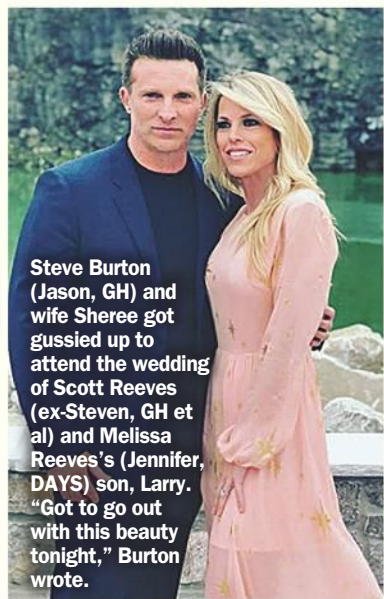 Steve Burton
(Jason, GH) and
wife Sheree got
gussied up to
attend the wedding
of Scott Reeves
(ex-Steven, GH et
al) and Melissa
Reeves's (Jennifer,
DAYS) son, Larry.
“Got to go out
with this beauty
tonight,” Burton
wrote.